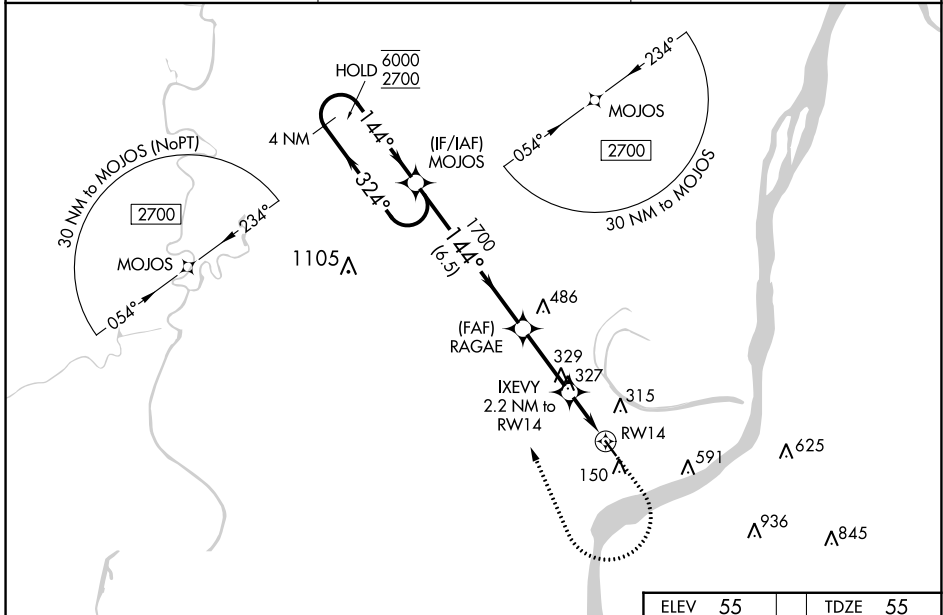 HOLD 6000
2700
144°
4 NM
(IF/IAF)
MOJOS
324°
30 NM to MOJOS (NoPT)
2700
234°
MOJOS
054°
234°
MOJOS
054°
2700
30 NM to MOJOS
1700
144°
(6.5)
1105
486
(FAF)
RAGAE
329
327
IXEVY
2.2 NM to
RW14
315
RW14
150
591
625
936
845
ELEV 55
TDZE 55